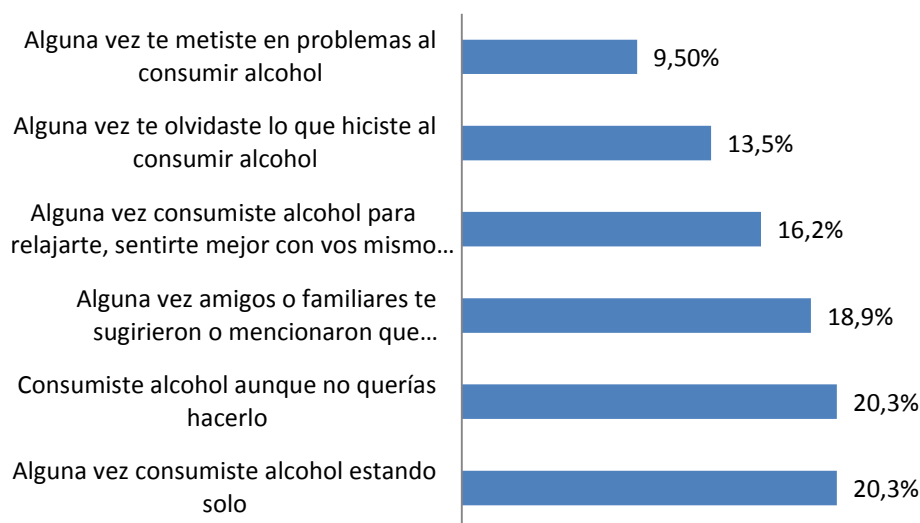 Alguna vez te metiste en problemas al
consumir alcohol
9,50%
Alguna vez te olvidaste lo que hiciste al
consumir alcohol
13,5%
Alguna vez consumiste alcohol para
relajarte, sentirte mejor con vos mismo…
16,2%
Alguna vez amigos o familiares te
sugirieron o mencionaron que…
18,9%
Consumiste alcohol aunque no querías
hacerlo
20,3%
Alguna vez consumiste alcohol estando
solo
20,3%